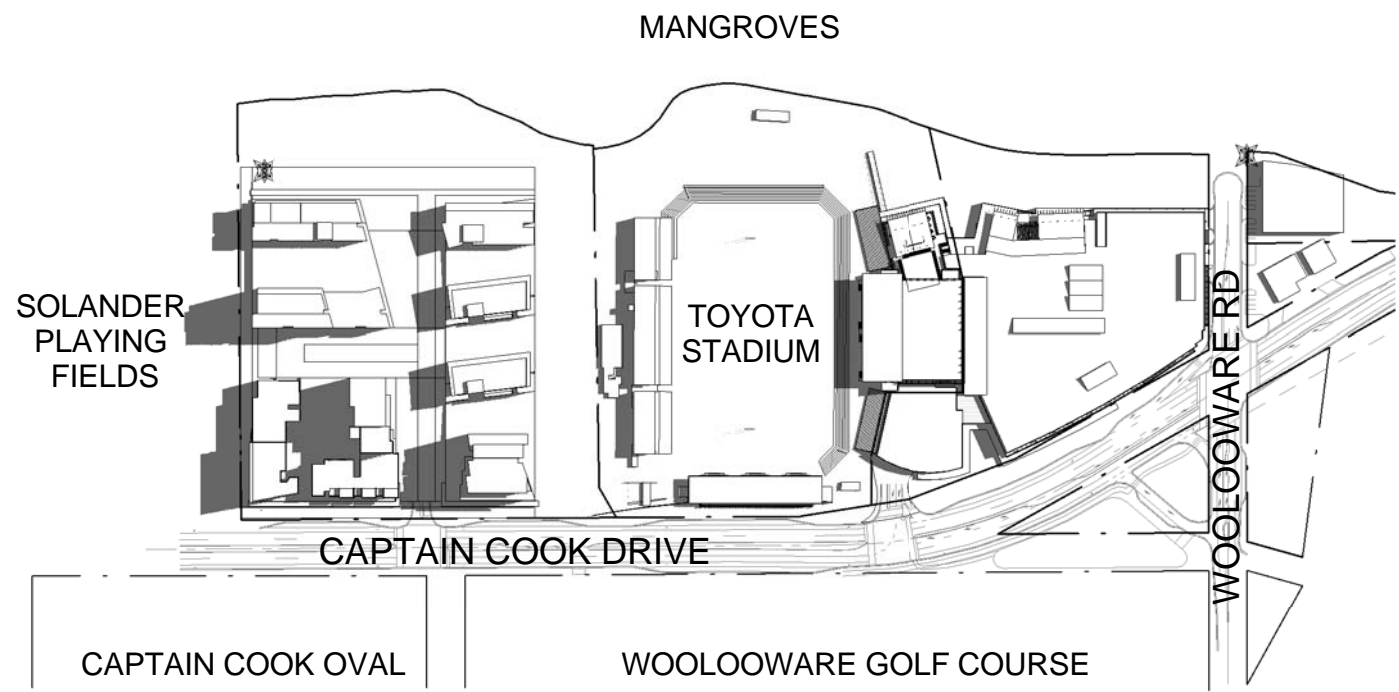 MANGROVES
SOLANDER
PLAYING
FIELDS
TOYOTA
STADIUM
WOOLOOWARE RD
CAPTAIN COOK DRIVE
CAPTAIN COOK OVAL
WOOLOOWARE GOLF COURSE